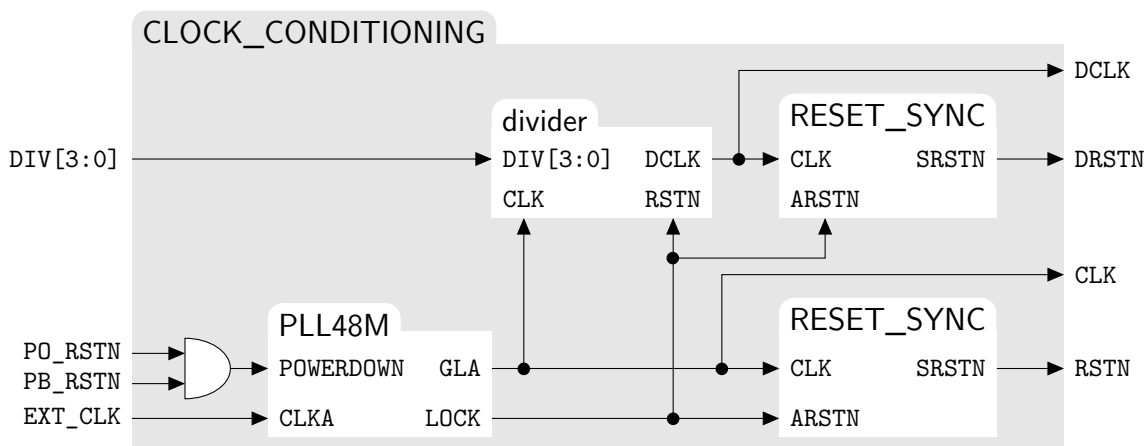 CLOCK_CONDITIONING
DCLK
divider
RESET_SYNC
DIV[3:0]
DIV[3:0] DCLK
CLK SRSTN
DRSTN
CLK RSTN
ARSTN
CLK
PLL48M
RESET_SYNC
PO_RSTN
POWERDOWN GLA
CLK SRSTN
RSTN
PB_RSTN
EXT_CLK
CLKA LOCK
ARSTN